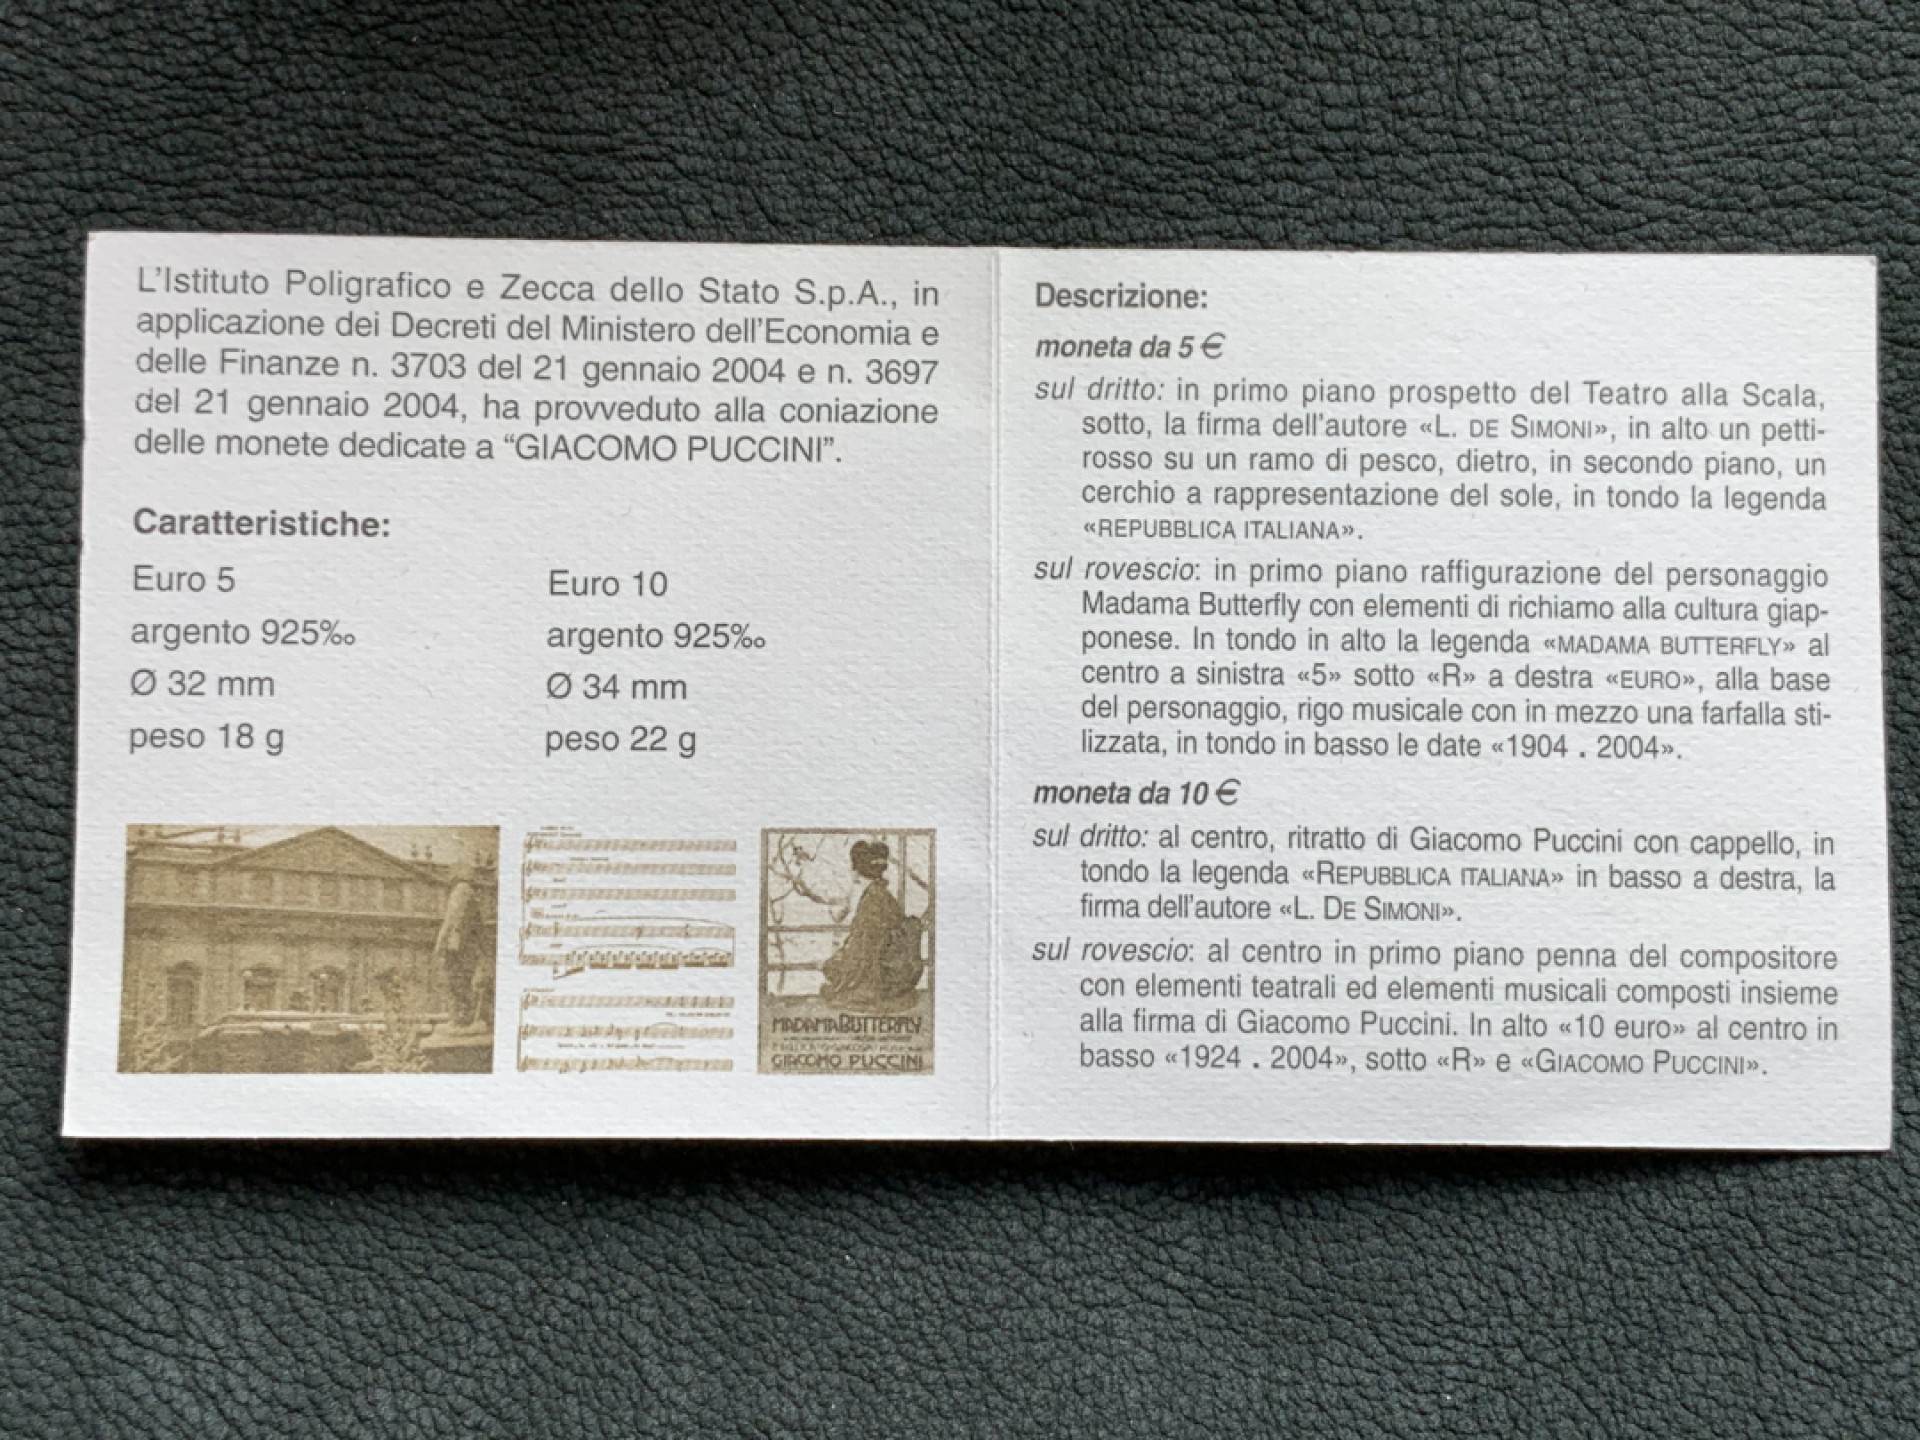 L'Istituto Poligrafico e Zecca dello Stato S.p.A., in
applicazione dei Decreti del Ministero dell'Economia e
delle Finanze n. 3703 del 21 gennaio 2004 e n. 3697
del 21 gennaio 2004, ha provveduto alla coniazione
delle monete dedicate a “GIACOMO PUCCINI”.
Caratteristiche:
Euro 5
argento 925‰
Ø 32 mm
peso 18 g
Euro 10
argento 925‰
Ø 34 mm
peso 22 g
MADAMA BUTTERFLY
GIACOMO PUCCINI
Descrizione:
moneta da 5 €
sul dritto: in primo piano prospetto del Teatro alla Scala,
sotto, la firma dell'autore «L. DE SIMONI», in alto un petti-
rosso su un ramo di pesco, dietro, in secondo piano, un
cerchio a rappresentazione del sole, in tondo la legenda
«REPUBBLICA ITALIANA».
sul rovescio: in primo piano raffigurazione del personaggio
Madama Butterfly con elementi di richiamo alla cultura giap-
ponese. In tondo in alto la legenda «MADAMA BUTTERFLY» al
centro a sinistra «5» sotto «R» a destra «EURO», alla base
del personaggio, rigo musicale con in mezzo una farfalla sti-
lizzata, in tondo in basso le date «1904 . 2004».
moneta da 10 €
sul dritto: al centro, ritratto di Giacomo Puccini con cappello, in
tondo la legenda «REPUBBLICA ITALIANA» in basso a destra, la
firma dell'autore «L. DE SIMONI».
sul rovescio: al centro in primo piano penna del compositore
con elementi teatrali ed elementi musicali composti insieme
alla firma di Giacomo Puccini. In alto «10 euro» al centro in
basso «1924 . 2004», sotto «R» e «GIACOMO PUCCINI».